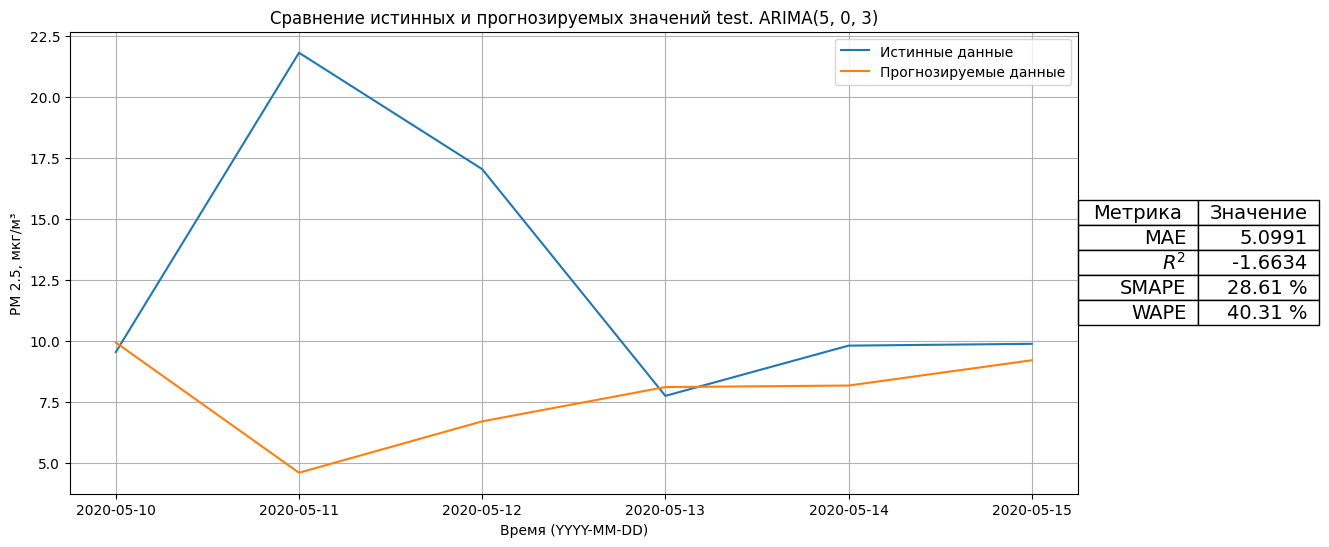 Сравнение истинных и прогнозируемых значений test. ARIMA(5, 0, 3)
Истинные данные
Прогнозируемые данные
22.5
20.0
17.5
15.0
12.5
10.0
7.5
5.0
PM 2.5, мкг/м³
2020-05-10 2020-05-11 2020-05-12 2020-05-13 2020-05-14 2020-05-15
Время (YYYY-MM-DD)
Метрика Значение
MAE 5.0991
R² -1.6634
SMAPE 28.61 %
WAPE 40.31 %